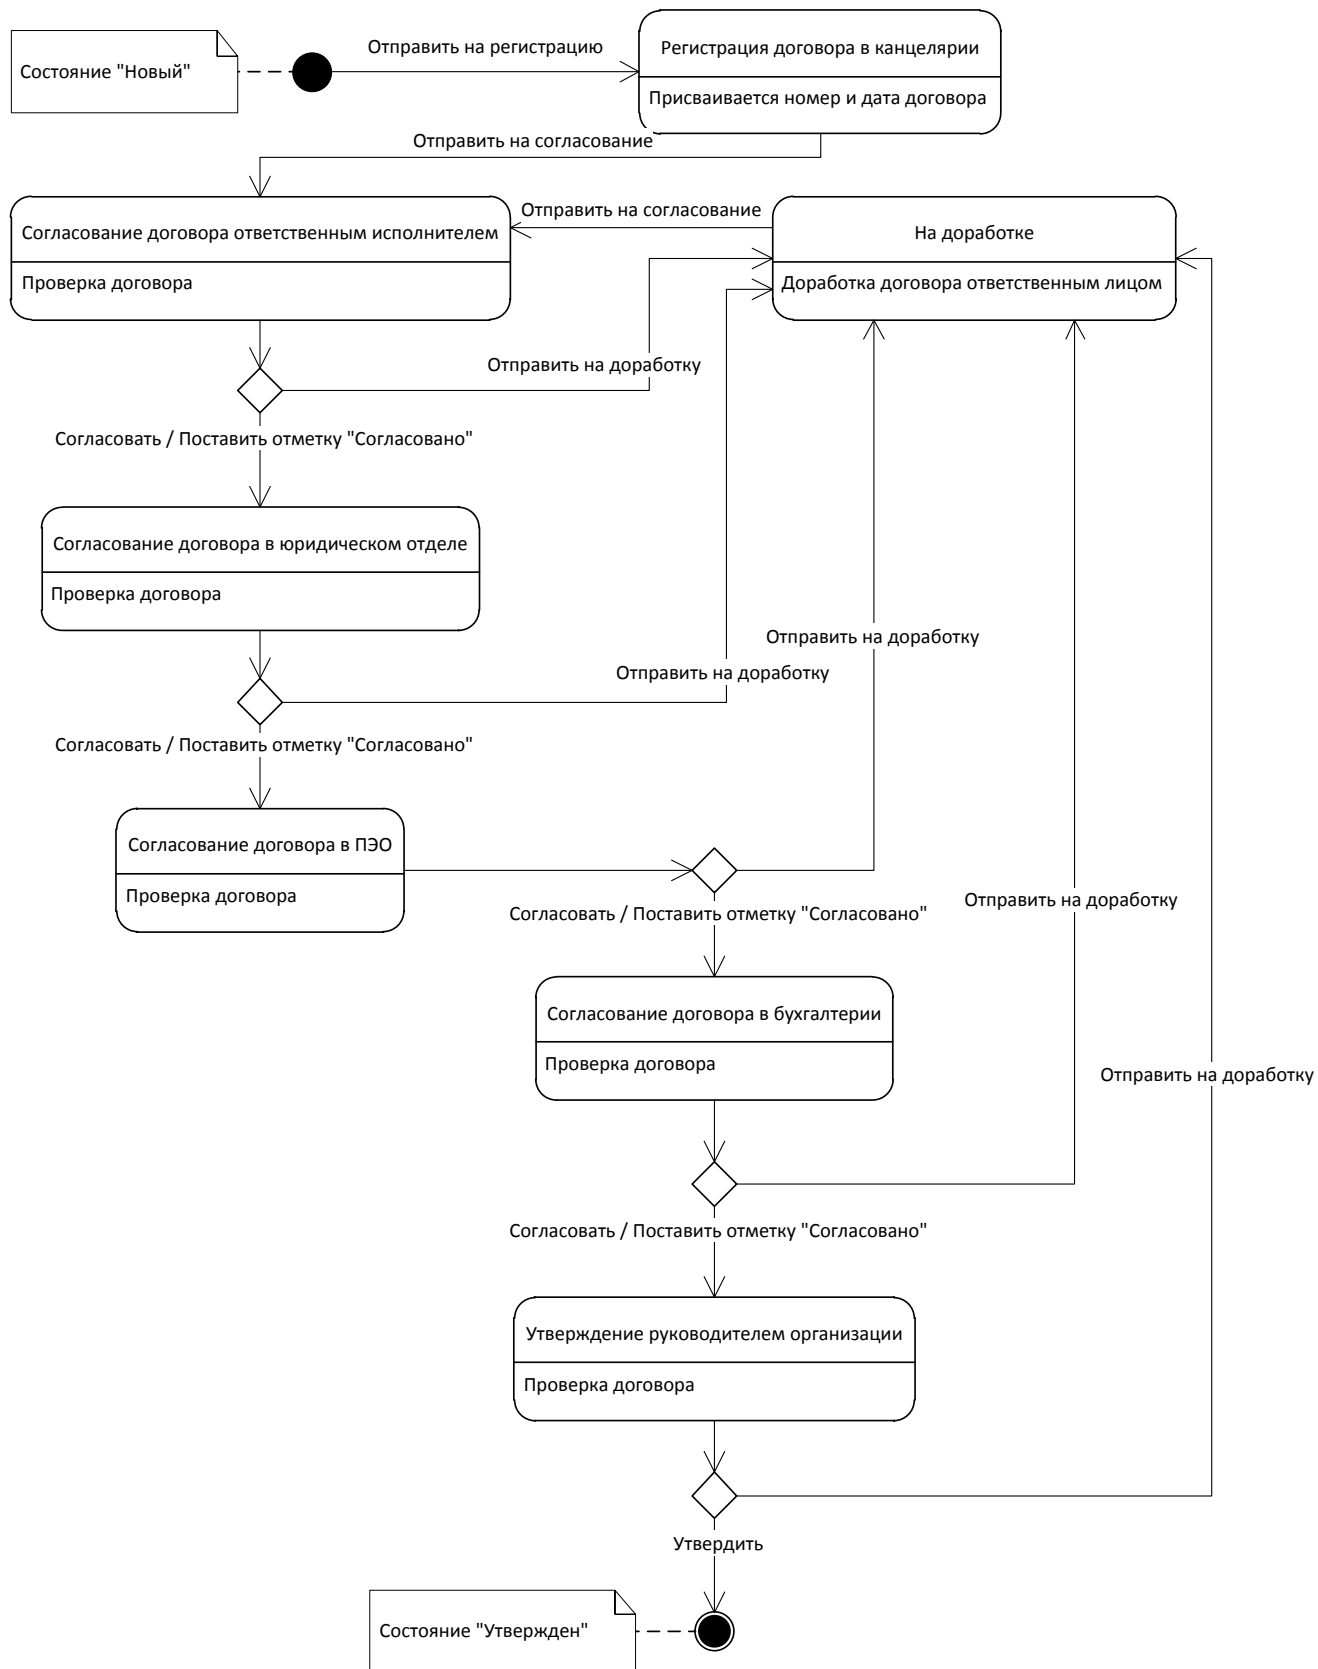 Состояние "Новый"
Отправить на регистрацию
Регистрация договора в канцелярии
Присваивается номер и дата договора
Отправить на согласование
Согласование договора ответственным исполнителем
Проверка договора
Отправить на согласование
На доработке
Доработка договора ответственным лицом
Отправить на доработку
Согласовать / Поставить отметку "Согласовано"
Согласование договора в юридическом отделе
Проверка договора
Отправить на доработку
Отправить на доработку
Согласовать / Поставить отметку "Согласовано"
Согласование договора в ПЭО
Проверка договора
Отправить на доработку
Согласовать / Поставить отметку "Согласовано"
Согласование договора в бухгалтерии
Проверка договора
Отправить на доработку
Согласовать / Поставить отметку "Согласовано"
Утверждение руководителем организации
Проверка договора
Утвердить
Состояние "Утвержден"